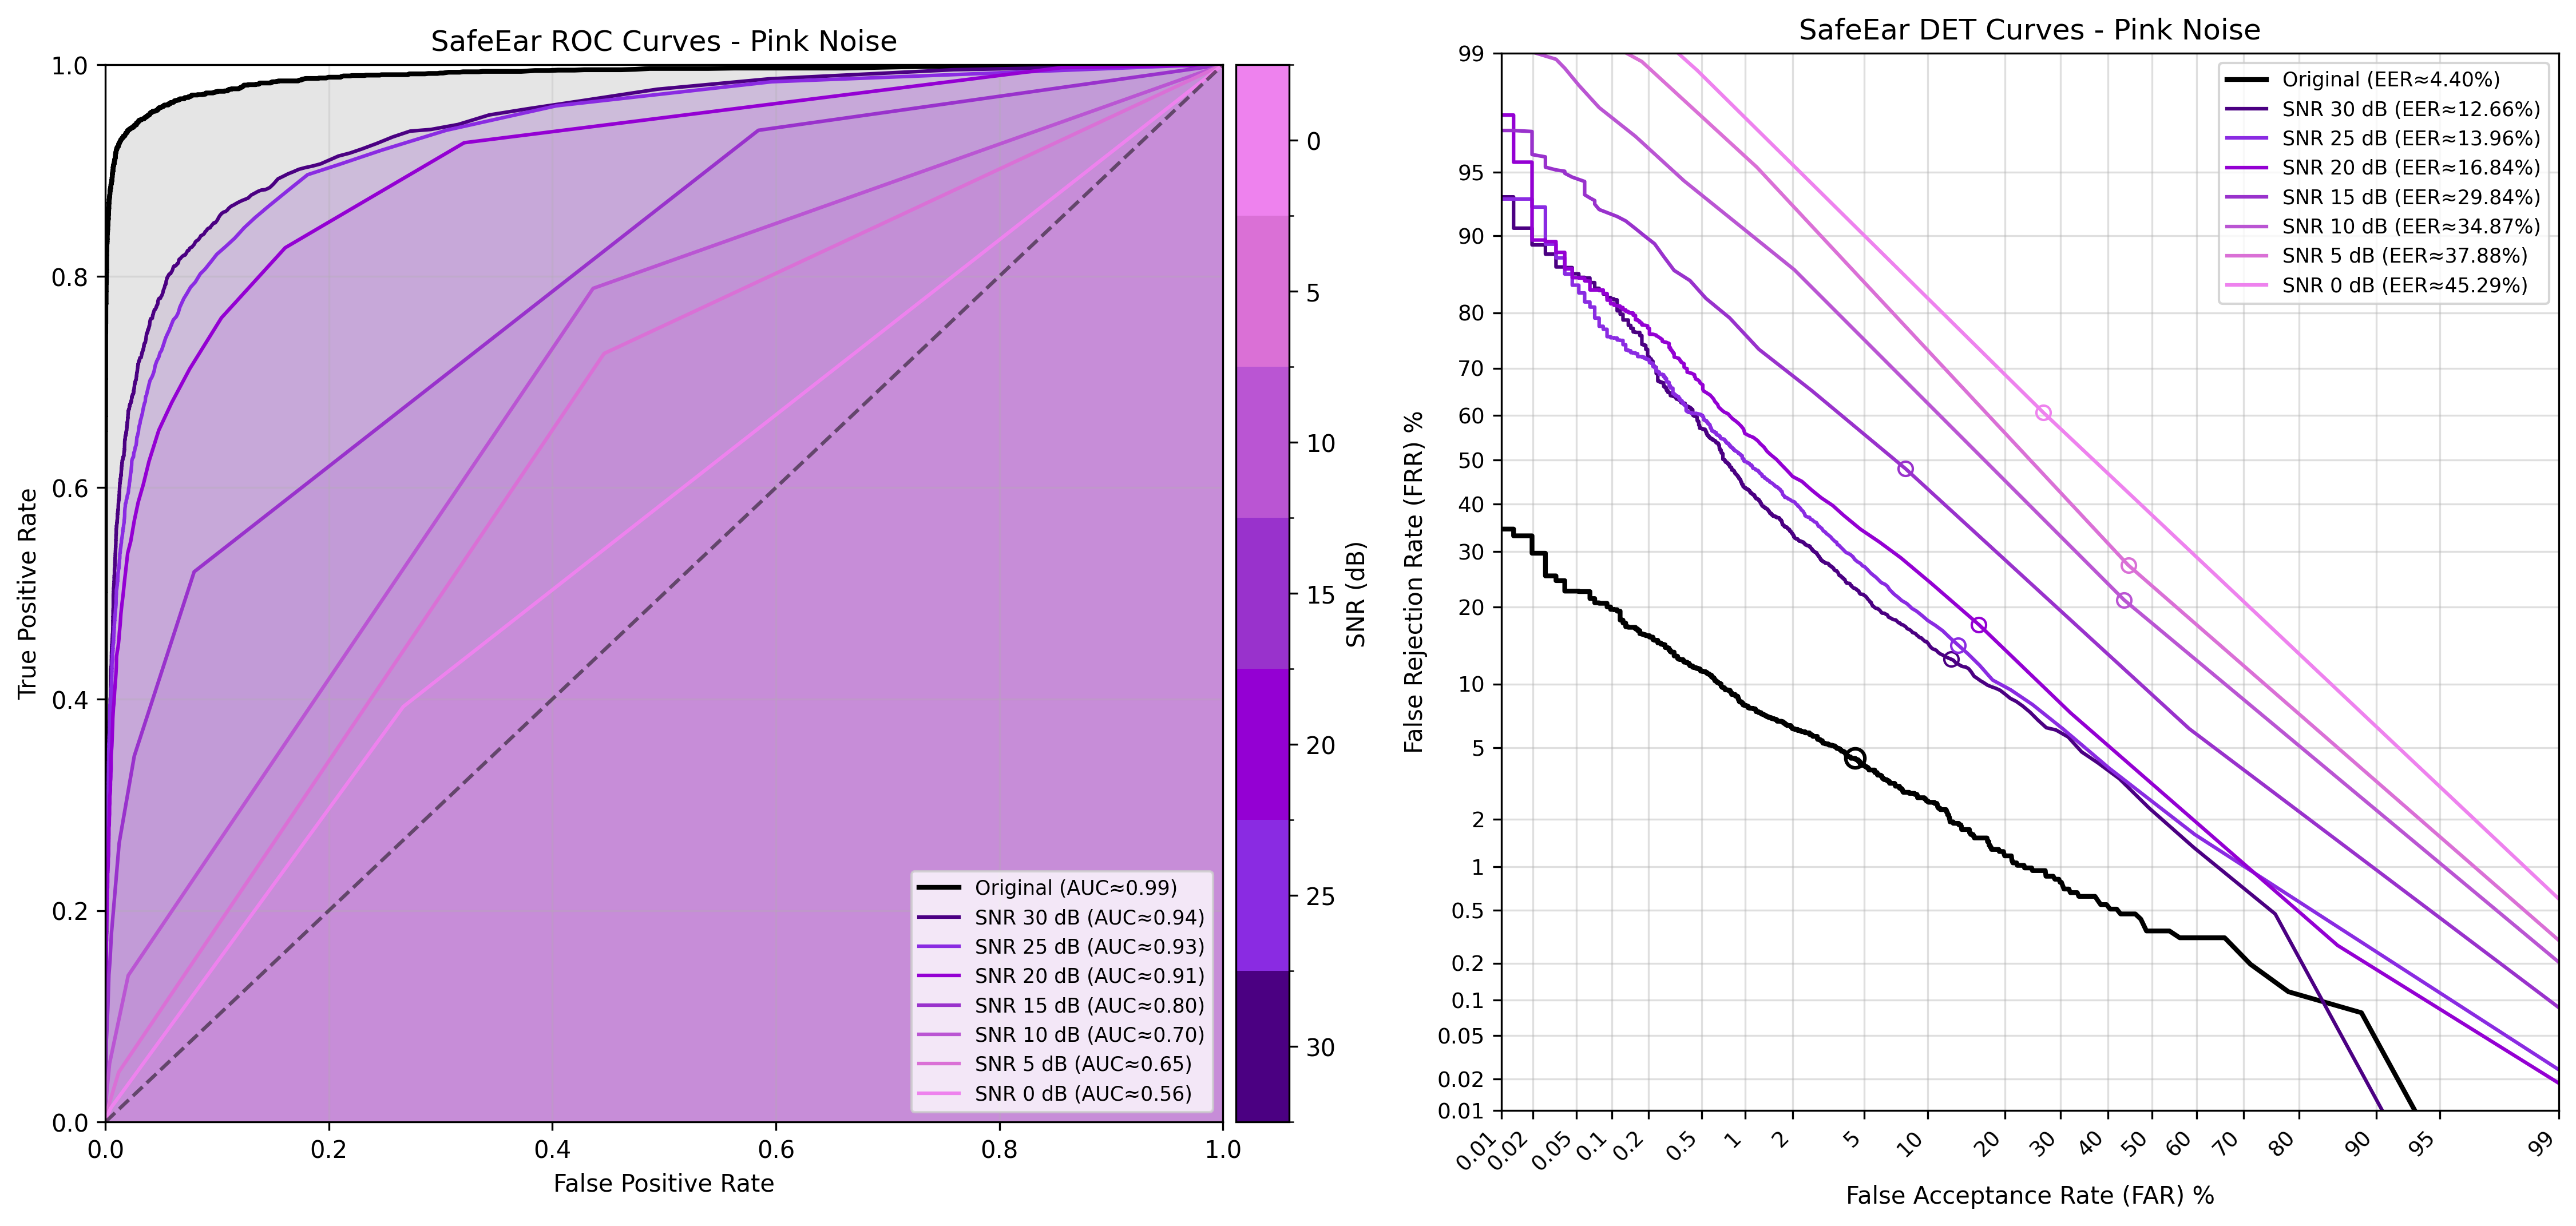 SafeEar ROC Curves - Pink Noise
1.0
0.8
0.6
0.4
0.2
0.0
True Positive Rate
0.0 0.2 0.4 0.6 0.8 1.0
False Positive Rate
Original (AUC≈0.99)
SNR 30 dB (AUC≈0.94)
SNR 25 dB (AUC≈0.93)
SNR 20 dB (AUC≈0.91)
SNR 15 dB (AUC≈0.80)
SNR 10 dB (AUC≈0.70)
SNR 5 dB (AUC≈0.65)
SNR 0 dB (AUC≈0.56)
0
5
10
15
20
25
30
SNR (dB)
SafeEar DET Curves - Pink Noise
99
95
90
80
70
60
50
40
30
20
10
5
2
1
0.5
0.2
0.1
0.05
0.02
0.01
False Rejection Rate (FRR) %
Original (EER≈4.40%)
SNR 30 dB (EER≈12.66%)
SNR 25 dB (EER≈13.96%)
SNR 20 dB (EER≈16.84%)
SNR 15 dB (EER≈29.84%)
SNR 10 dB (EER≈34.87%)
SNR 5 dB (EER≈37.88%)
SNR 0 dB (EER≈45.29%)
0.01 0.02 0.05 0.1 0.2 0.5 1 2 5 10 20 30 40 50 60 70 80 90 95 99
False Acceptance Rate (FAR) %